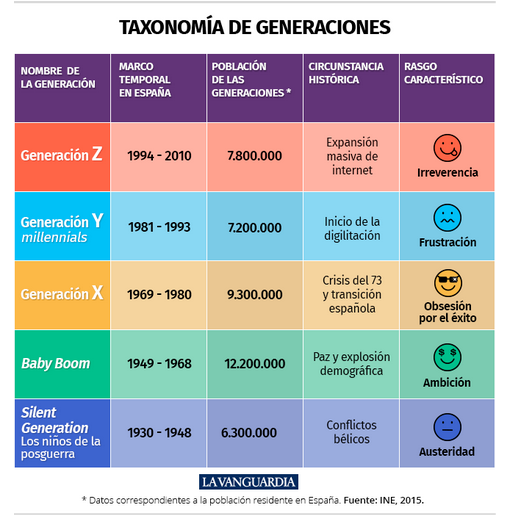 TAXONOMÍA DE GENERACIONES
NOMBRE DE
LA GENERACIÓN
MARCO
TEMPORAL
EN ESPAÑA
POBLACIÓN
DE LAS
GENERACIONES *
CIRCUNSTANCIA
HISTÓRICA
RASGO
CARACTERÍSTICO
Generación Z
1994 - 2010
7.800.000
Expansión
masiva de
internet
Irreverencia
Generación Y
millennials
1981 - 1993
7.200.000
Inicio de la
digilitación
Frustración
Generación X
1969 - 1980
9.300.000
Crisis del 73
y transición
española
Obsesión
por el éxito
Baby Boom
1949 - 1968
12.200.000
Paz y explosión
demográfica
$ $
Ambición
Silent
Generation
Los niños de la
posguerra
1930 - 1948
6.300.000
Conflictos
bélicos
Austeridad
LA VANGUARDIA
* Datos correspondientes a la población residente en España. Fuente: INE, 2015.